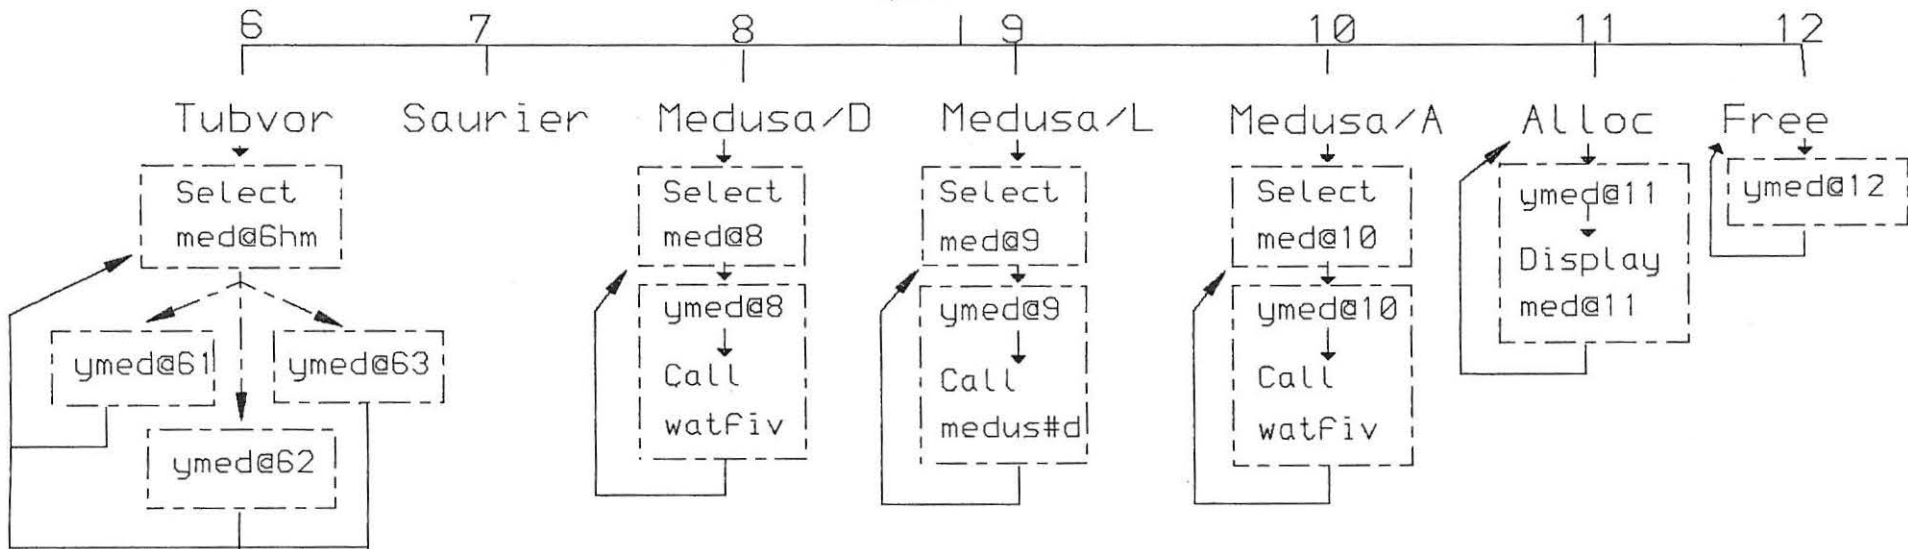 6 7 8 9 10 11 12
Tubvor Saurier Medusa/D Medusa/L Medusa/A Alloc Free
Select
med@6hm
ymed@61
ymed@63
ymed@62
Select
med@8
ymed@8
Call
watfiv
Select
med@9
ymed@9
Call
medus#d
Select
med@10
ymed@10
Call
watfiv
ymed@11
Display
med@11
ymed@12